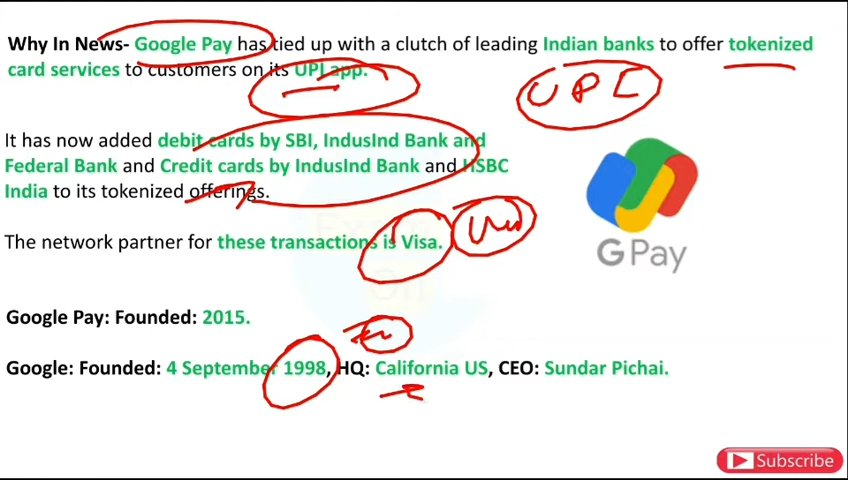 Why In News- Google Pay has tied up with a clutch of leading Indian banks to offer tokenized
card services to customers on its UPI app.
UPI
It has now added debit cards by SBI, IndusInd Bank and
Federal Bank and Credit cards by IndusInd Bank and HSBC
India to its tokenized offerings.
G Pay
The network partner for these transactions is Visa.
Google Pay: Founded: 2015.
Google: Founded: 4 September 1998, HQ: California US, CEO: Sundar Pichai.
Subscribe